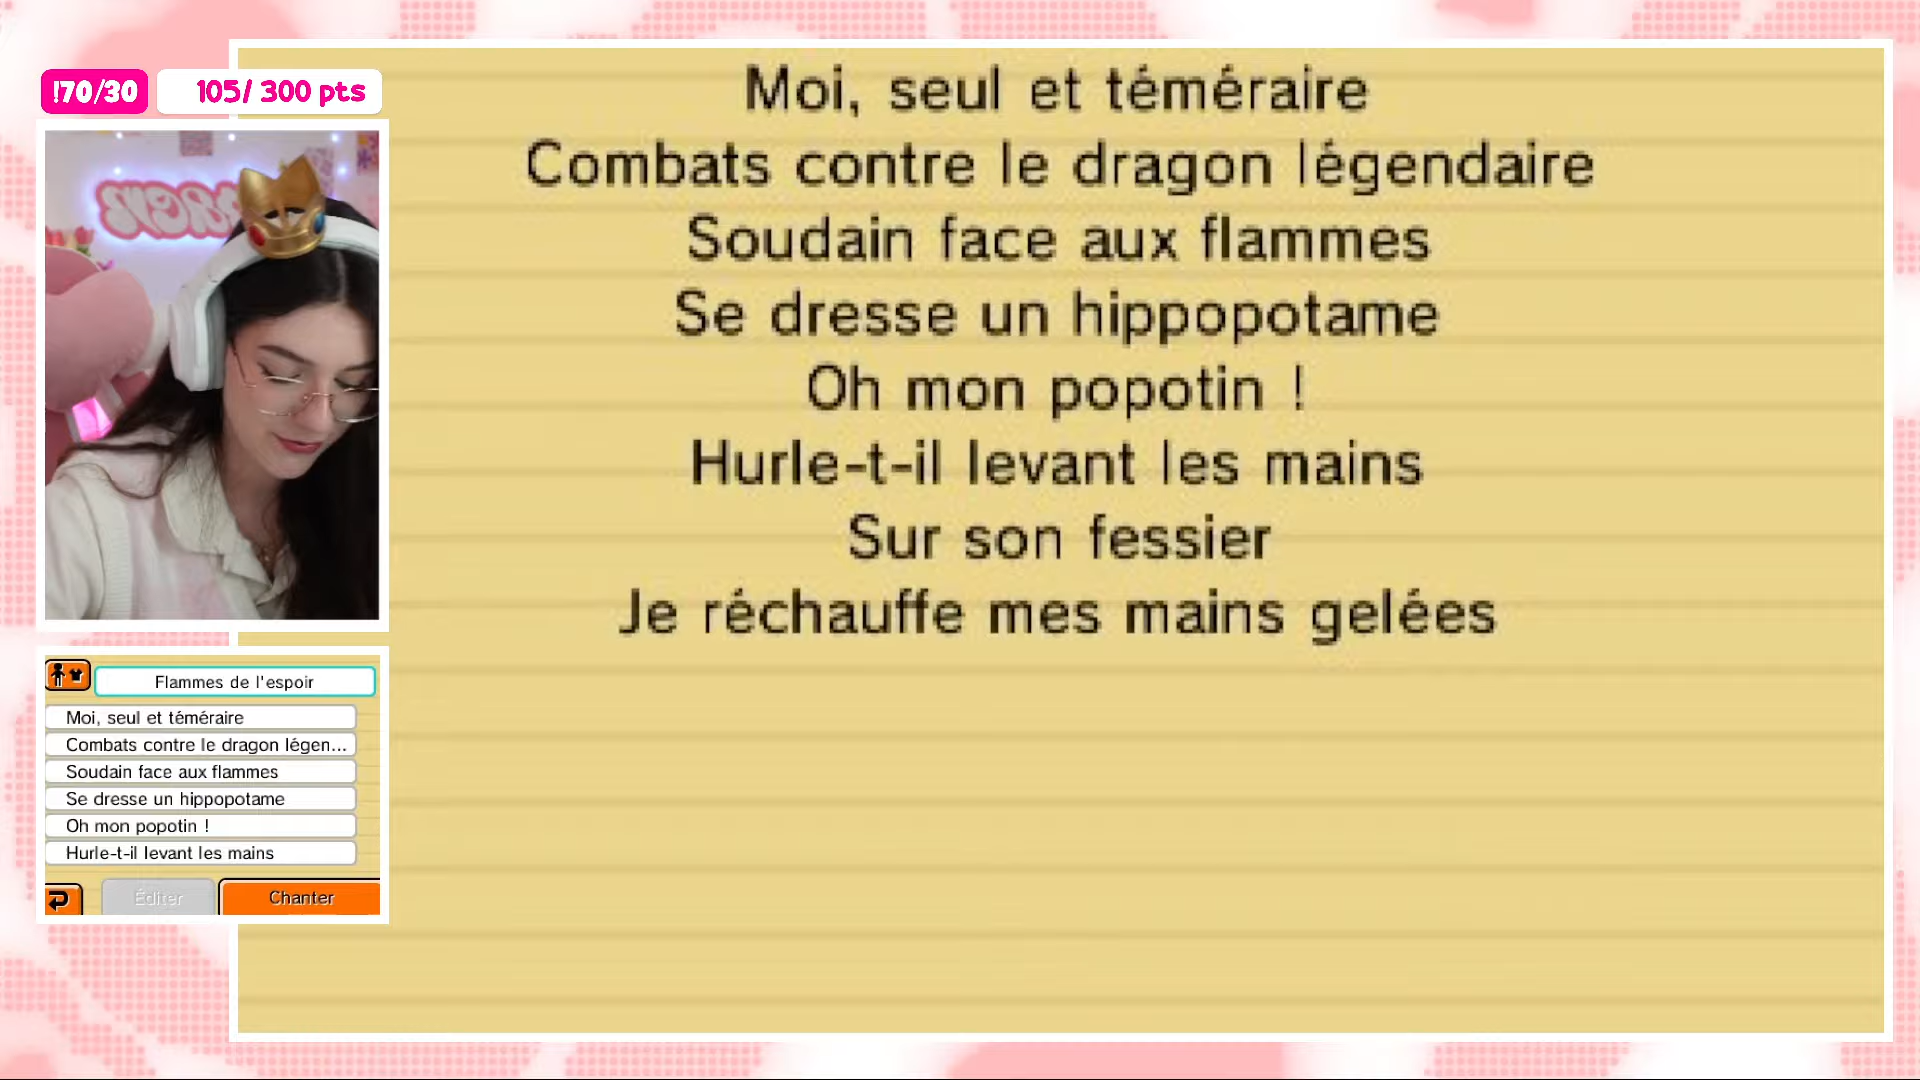 !70/30
105/ 300 pts
Moi, seul et téméraire
Combats contre le dragon légendaire
Soudain face aux flammes
Se dresse un hippopotame
Oh mon popotin !
Hurle-t-il levant les mains
Sur son fessier
Je réchauffe mes mains gelées
Flammes de l'espoir
Moi, seul et téméraire
Combats contre le dragon légen...
Soudain face aux flammes
Se dresse un hippopotame
Oh mon popotin !
Hurle-t-il levant les mains
Éditer
Chanter